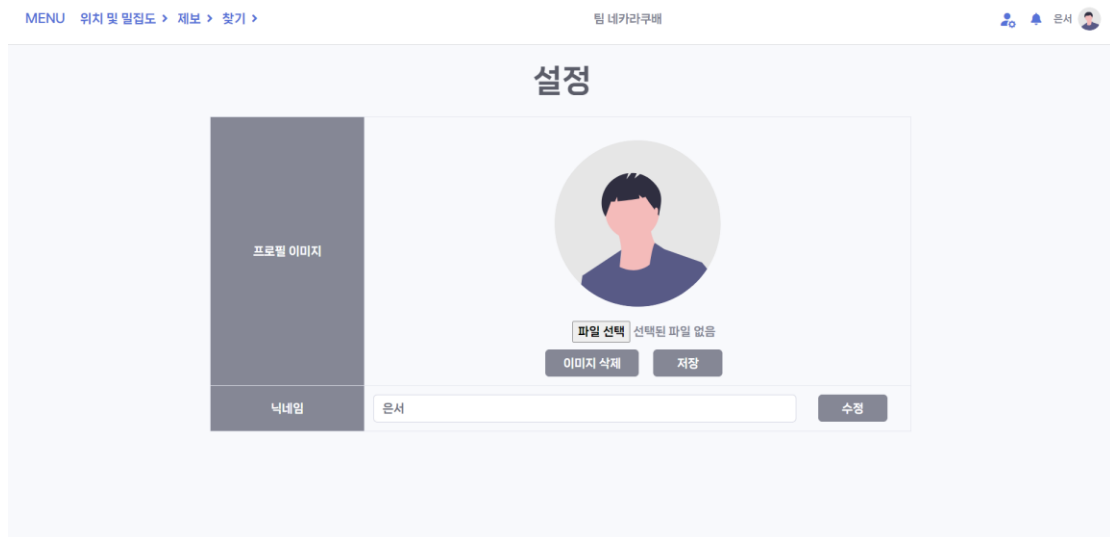 MENU 위치 및 밀집도 > 제보 > 찾기 > 팀 네카라쿠배 은서
설정
프로필 이미지
파일 선택 선택된 파일 없음
이미지 삭제 저장
닉네임 은서 수정